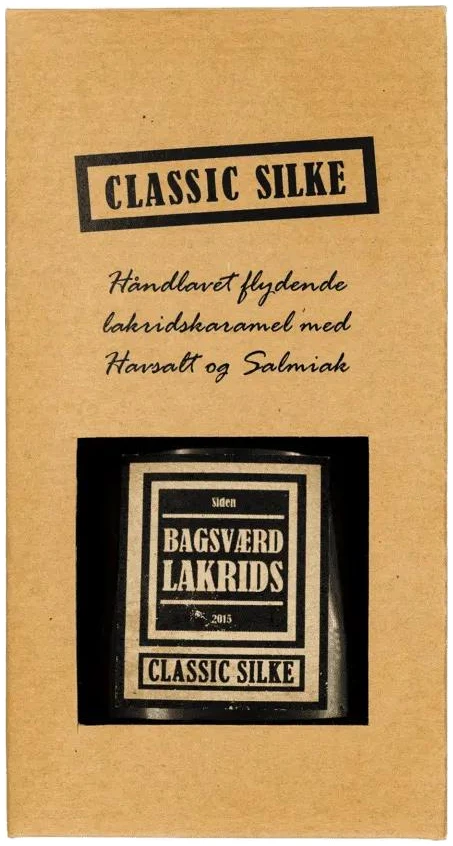 CLASSIC SILKE
Håndlavet flydende
lakridskaramel med
Havsalt og Salmiak
Siden
BAGSVÆRD
LAKRIDS
2015
CLASSIC SILKE